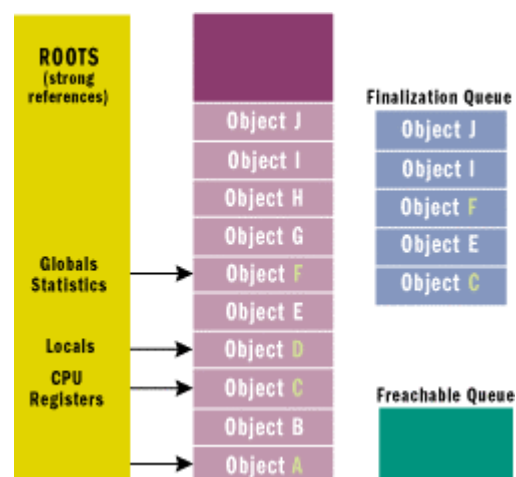 ROOTS
(strong
references)
Globals
Statistics
Locals
CPU
Registers
Object J
Object I
Object H
Object G
Object F
Object E
Object D
Object C
Object B
Object A
Finalization Queue
Object J
Object I
Object F
Object E
Object C
Freachable Queue